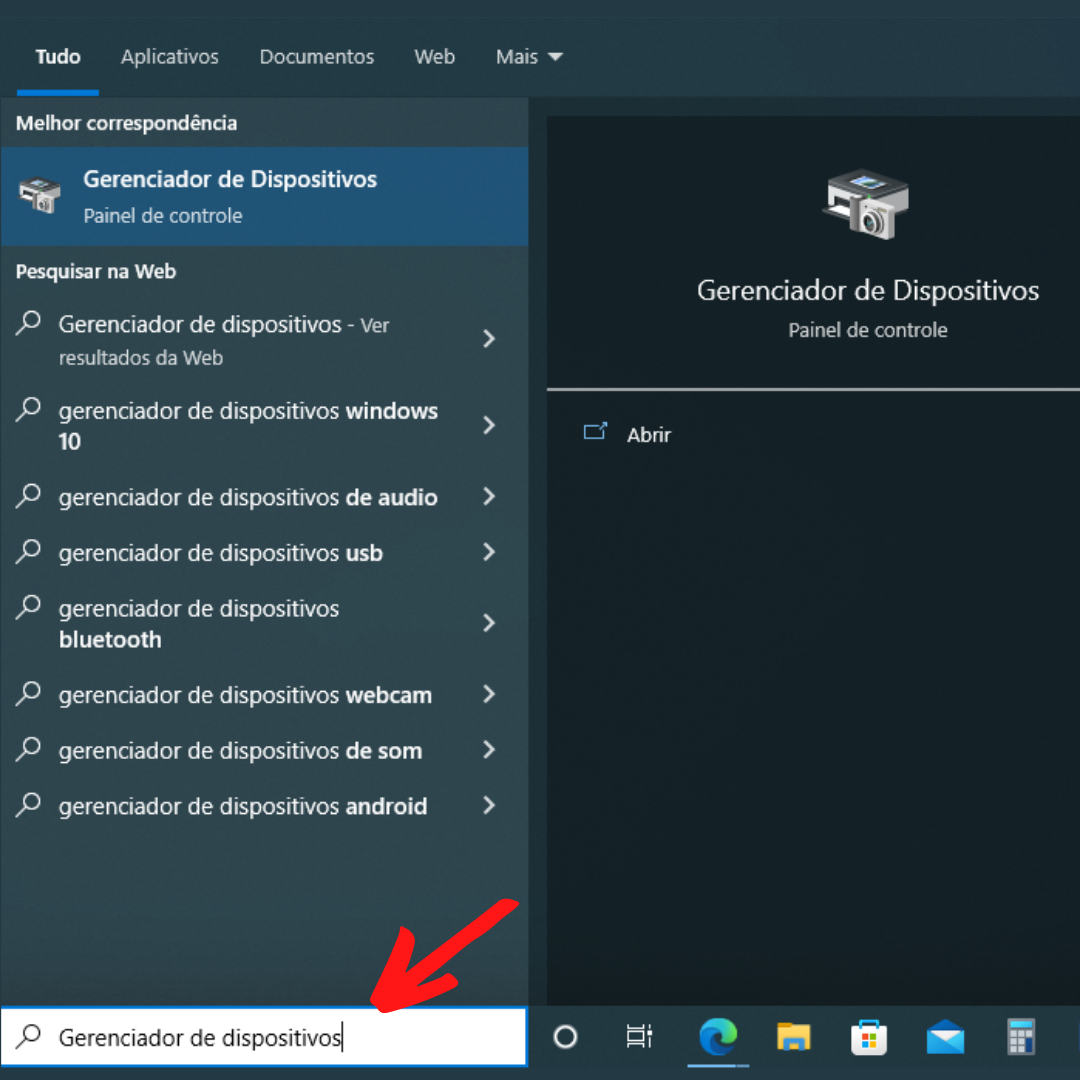 Tudo Aplicativos Documentos Web Mais
Melhor correspondência
Gerenciador de Dispositivos
Painel de controle
Pesquisar na Web
Gerenciador de dispositivos - Ver
resultados da Web
gerenciador de dispositivos windows
10
gerenciador de dispositivos de audio
gerenciador de dispositivos usb
gerenciador de dispositivos
bluetooth
gerenciador de dispositivos webcam
gerenciador de dispositivos de som
gerenciador de dispositivos android
Gerenciador de Dispositivos
Painel de controle
Abrir
Gerenciador de dispositivos